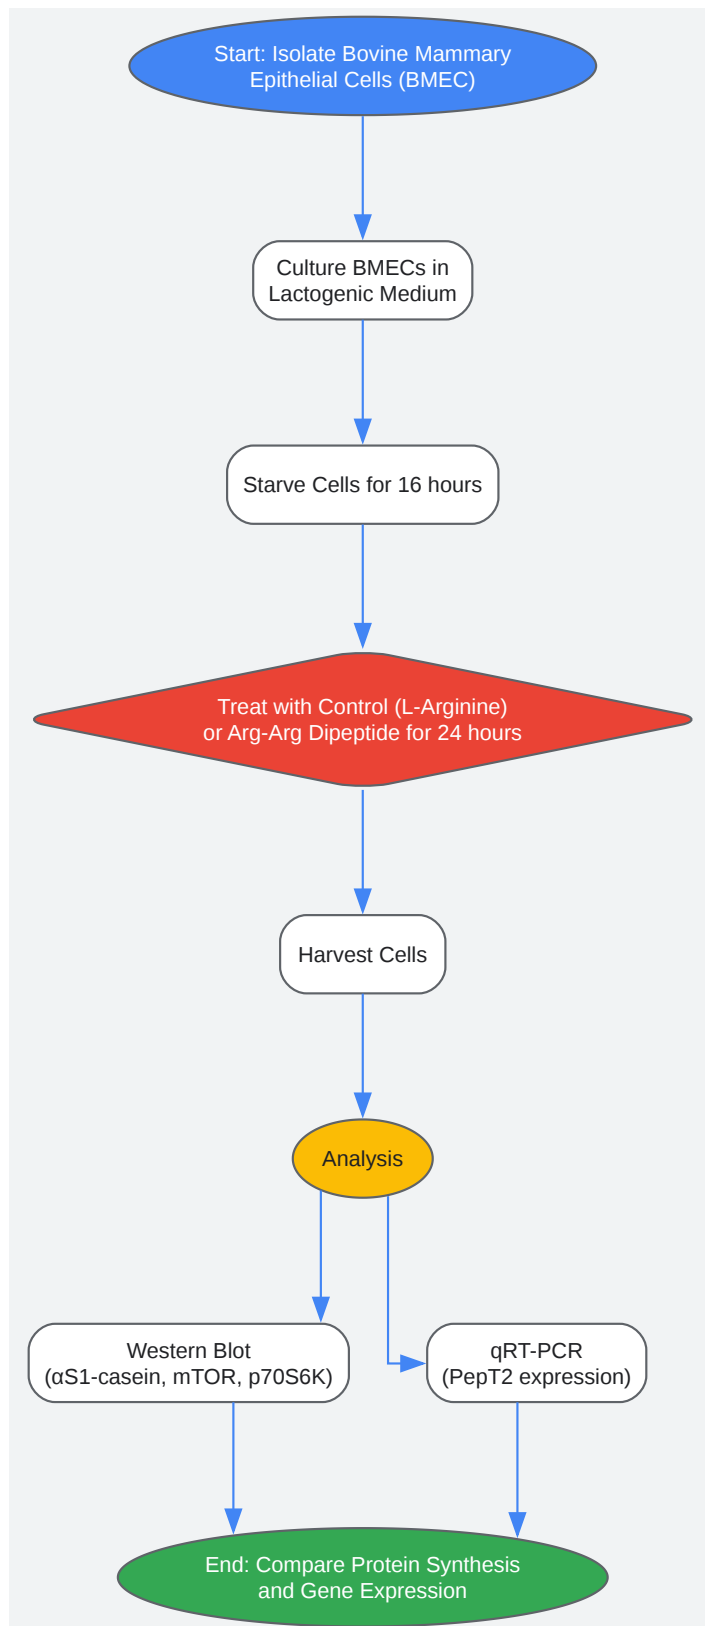 Start: Isolate Bovine Mammary
Epithelial Cells (BMEC)
Culture BMECs in
Lactogenic Medium
Starve Cells for 16 hours
Treat with Control (L-Arginine)
or Arg-Arg Dipeptide for 24 hours
Harvest Cells
Analysis
Western Blot
(αS1-casein, mTOR, p70S6K)
qRT-PCR
(PepT2 expression)
End: Compare Protein Synthesis
and Gene Expression